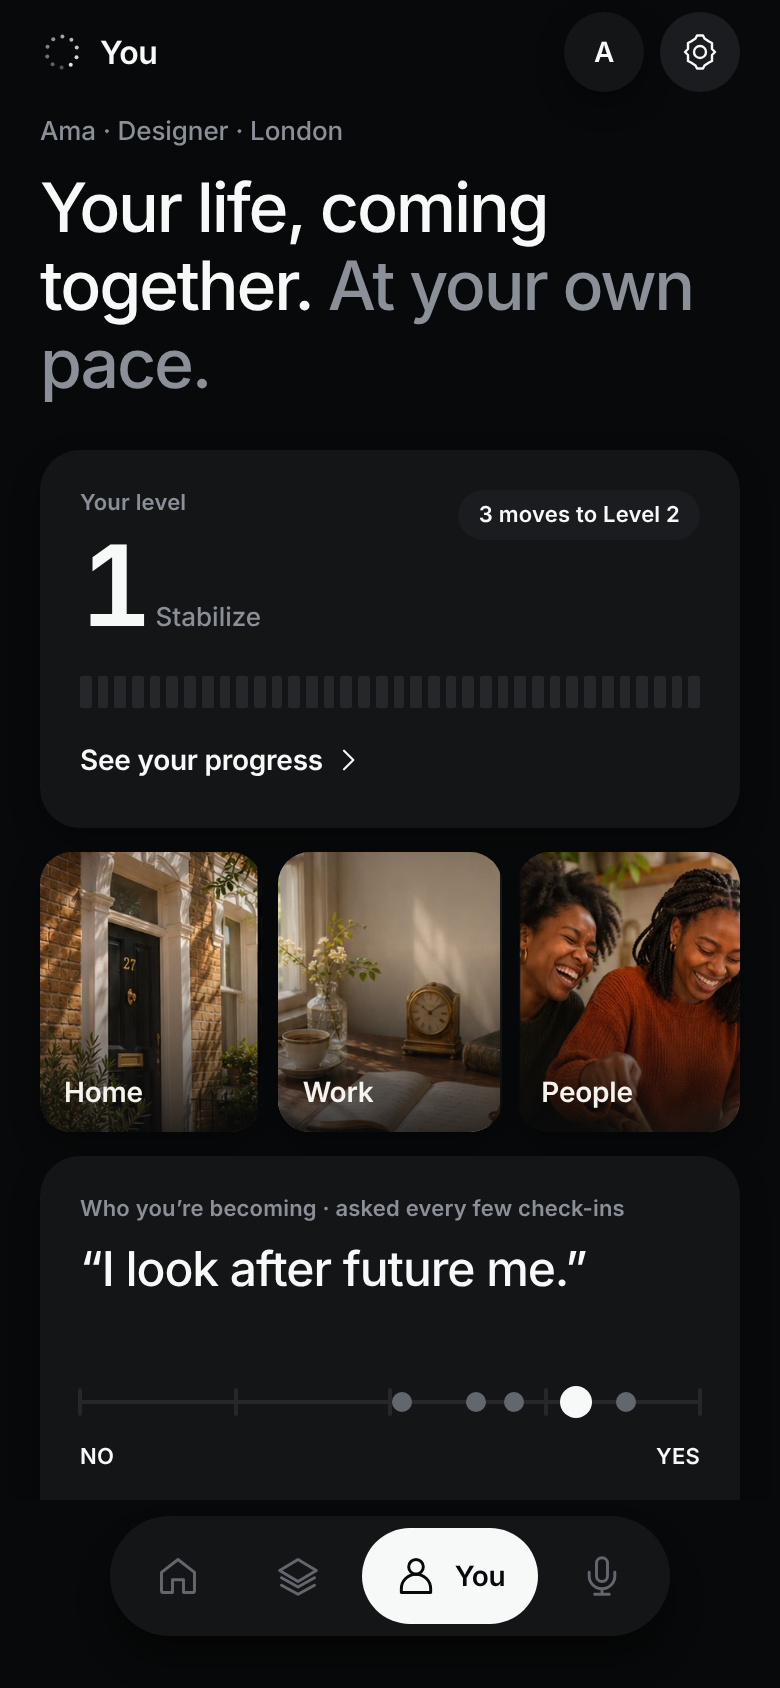 You
A
Ama · Designer · London
Your life, coming
together. At your own
pace.
Your level
3 moves to Level 2
1 Stabilize
See your progress
27
Home
Work
People
Who you’re becoming · asked every few check-ins
“I look after future me.”
NO
YES
You